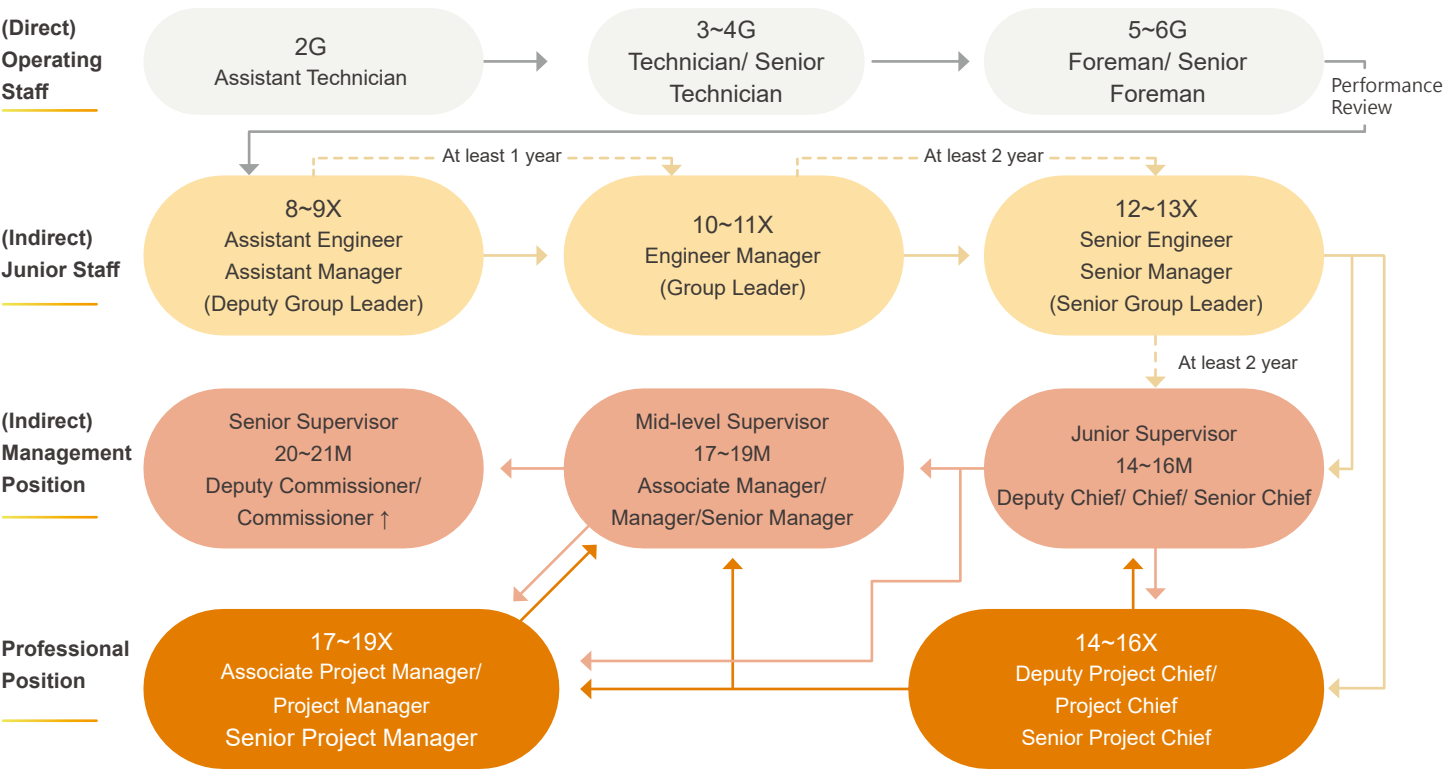 (Direct)
Operating
Staff
2G
Assistant Technician
3~4G
Technician/ Senior
Technician
5~6G
Foreman/ Senior
Foreman
Performance
Review
At least 1 year
At least 2 year
(Indirect)
Junior Staff
8~9X
Assistant Engineer
Assistant Manager
(Deputy Group Leader)
10~11X
Engineer Manager
(Group Leader)
12~13X
Senior Engineer
Senior Manager
(Senior Group Leader)
At least 2 year
(Indirect)
Management
Position
Senior Supervisor
20~21M
Deputy Commissioner/
Commissioner ↑
Mid-level Supervisor
17~19M
Associate Manager/
Manager/Senior Manager
Junior Supervisor
14~16M
Deputy Chief/ Chief/ Senior Chief
Professional
Position
17~19X
Associate Project Manager/
Project Manager
Senior Project Manager
14~16X
Deputy Project Chief/
Project Chief
Senior Project Chief